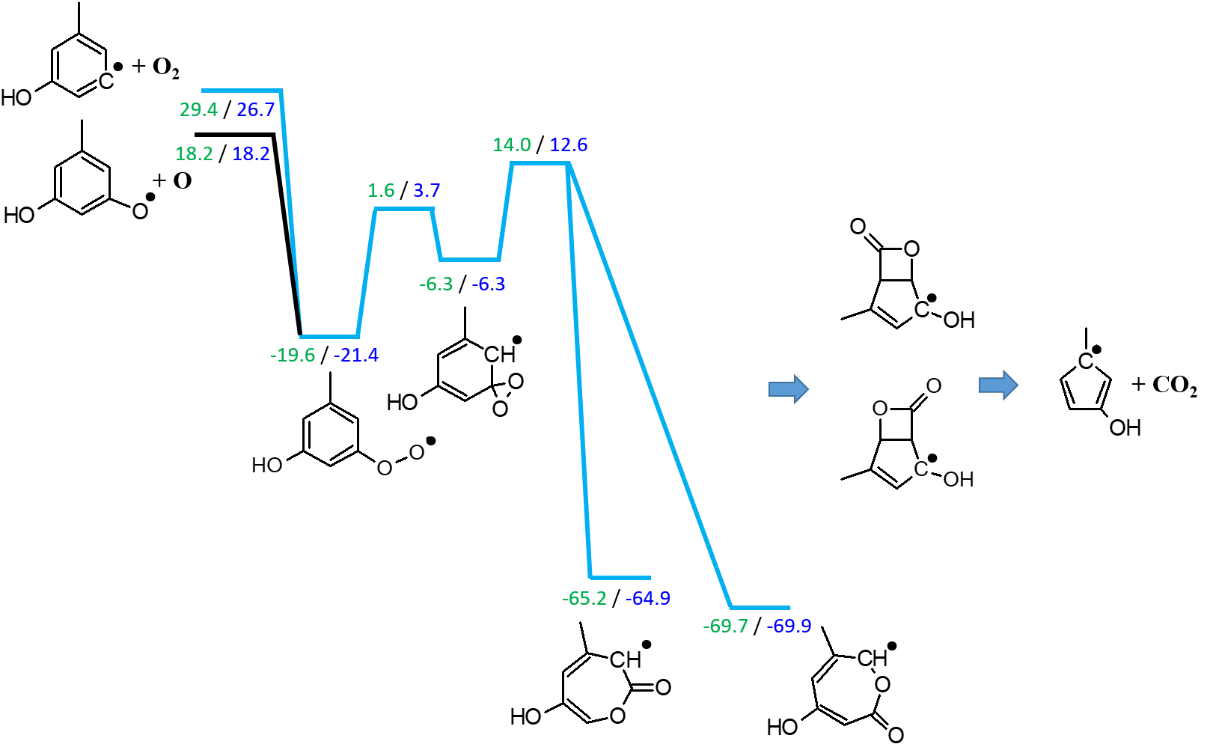 C• + O₂
HO
29.4 / 26.7
18.2 / 18.2
HO
O• + O
14.0 / 12.6
1.6 / 3.7
-6.3 / -6.3
-19.6 / -21.4
CH•
HO
O
O
HO
O
O•
O
O
C•
OH
O
O
C•
OH
C•
OH
+ CO₂
-65.2 / -64.9
-69.7 / -69.9
CH•
O
HO
O
CH•
O
HO
O